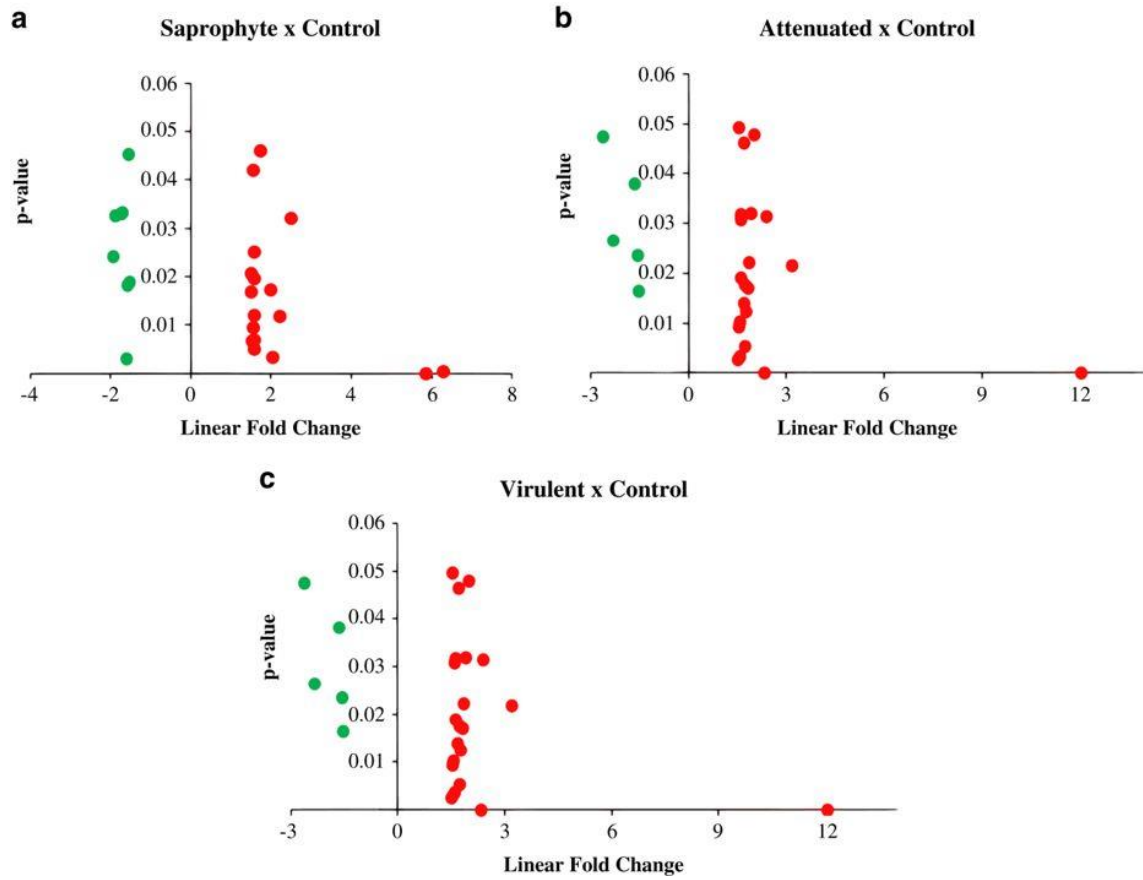 a
Saprophyte x Control
0.06
0.05
0.04
0.03
0.02
0.01
p-value
-4 -2 0 2 4 6 8
Linear Fold Change
b
Attenuated x Control
0.06
0.05
0.04
0.03
0.02
0.01
p-value
-3 0 3 6 9 12
Linear Fold Change
c
Virulent x Control
0.06
0.05
0.04
0.03
0.02
0.01
p-value
-3 0 3 6 9 12
Linear Fold Change